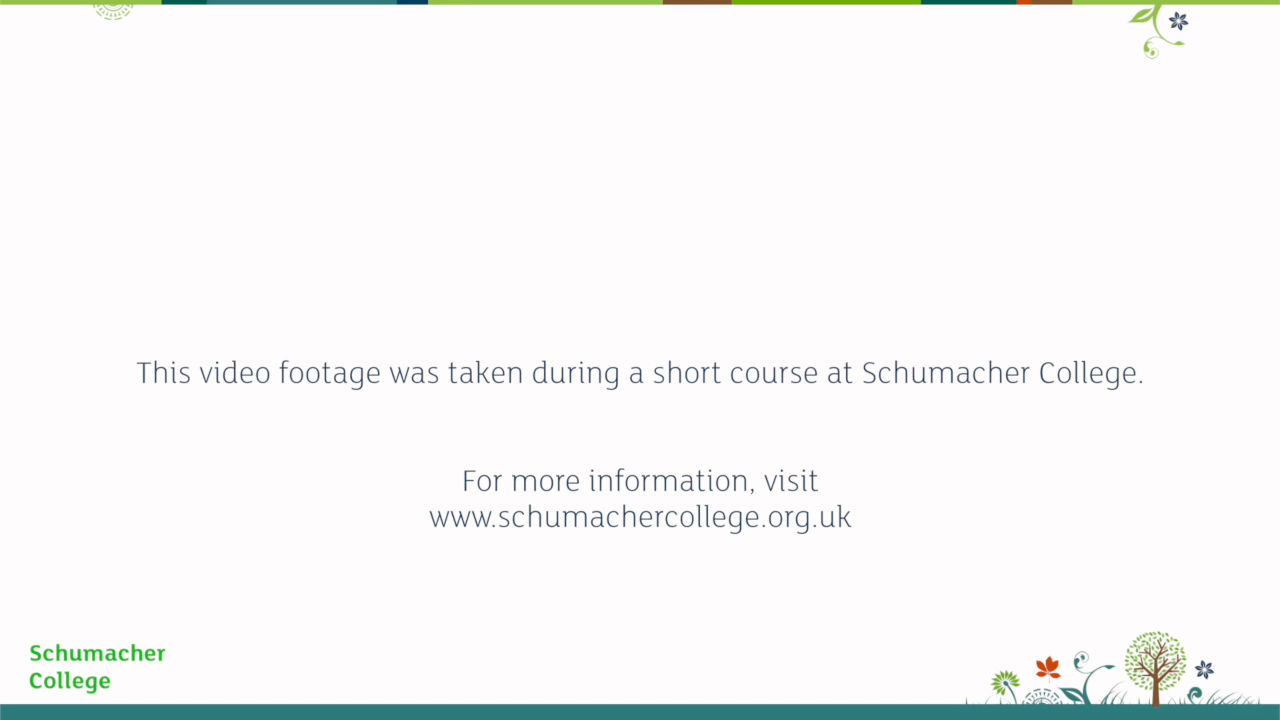 This video footage was taken during a short course at Schumacher College.
For more information, visit
www.schumachercollege.org.uk
Schumacher
College